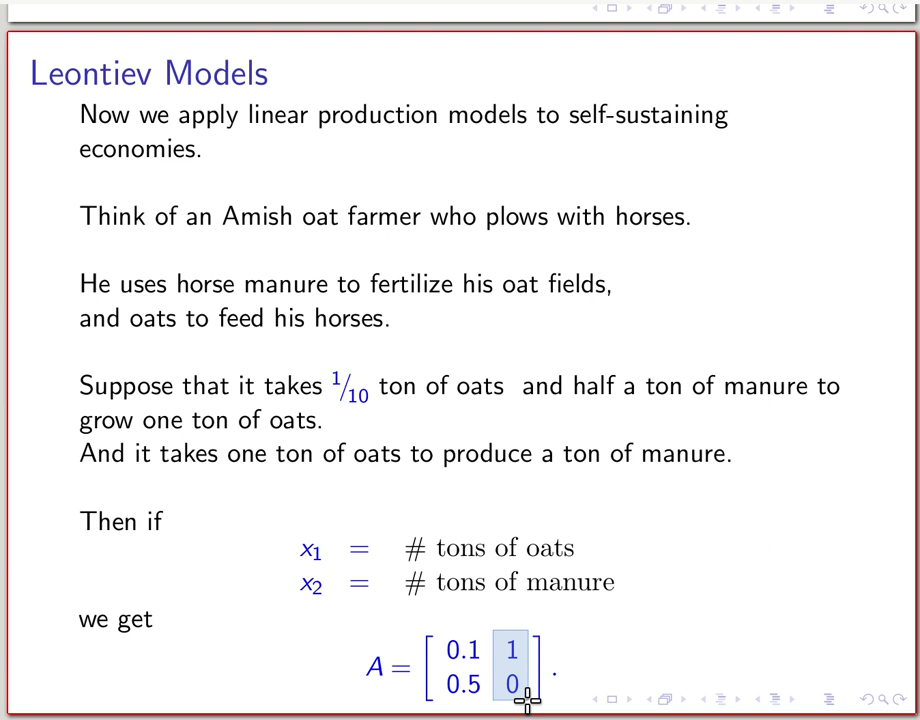 Leontiev Models
Now we apply linear production models to self-sustaining
economies.
Think of an Amish oat farmer who plows with horses.
He uses horse manure to fertilize his oat fields,
and oats to feed his horses.
Suppose that it takes 1/10 ton of oats and half a ton of manure to
grow one ton of oats.
And it takes one ton of oats to produce a ton of manure.
Then if
x₁ = # tons of oats
x₂ = # tons of manure
we get
A = [ 0.1 1
0.5 0 ] .